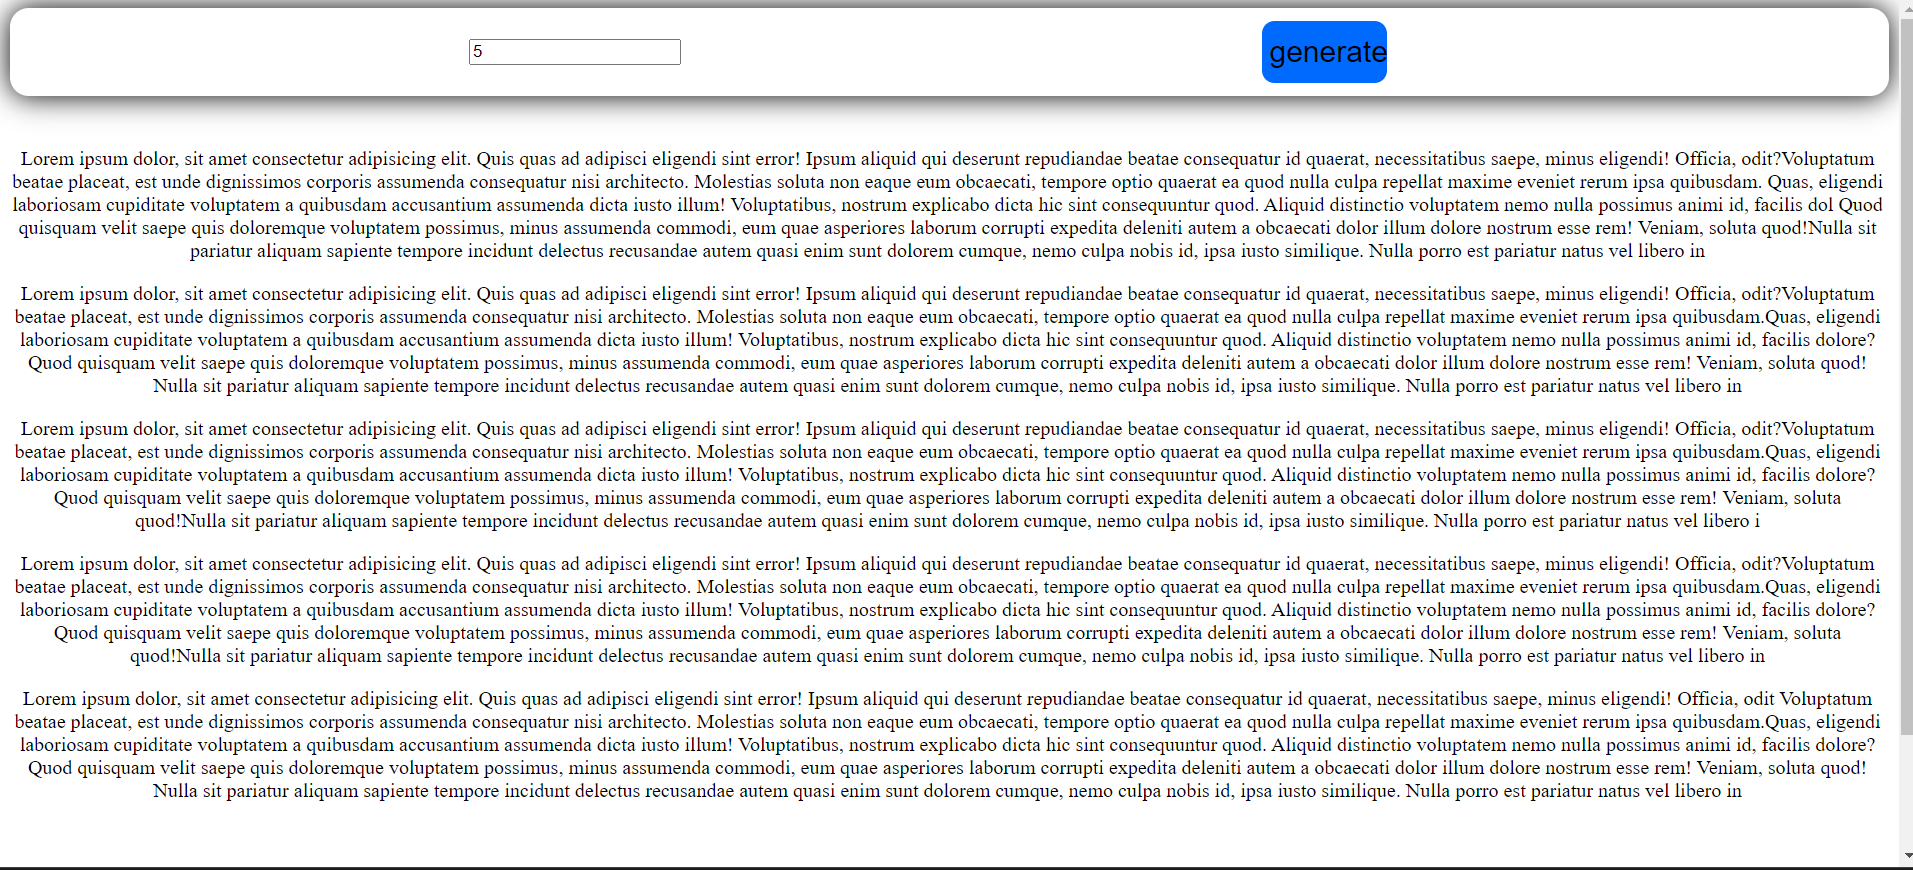 5
generate
Lorem ipsum dolor, sit amet consectetur adipisicing elit. Quis quas ad adipisci eligendi sint error! Ipsum aliquid qui deserunt repudiandae beatae consequatur id quaerat, necessitatibus saepe, minus eligendi! Officia, odit?Voluptatum
beatae placeat, est unde dignissimos corporis assumenda consequatur nisi architecto. Molestias soluta non eaque eum obcaecati, tempore optio quaerat ea quod nulla culpa repellat maxime eveniet rerum ipsa quibusdam. Quas, eligendi
laboriosam cupiditate voluptatem a quibusdam accusantium assumenda dicta iusto illum! Voluptatibus, nostrum explicabo dicta hic sint consequuntur quod. Aliquid distinctio voluptatem nemo nulla possimus animi id, facilis dol Quod
quisquam velit saepe quis doloremque voluptatem possimus, minus assumenda commodi, eum quae asperiores laborum corrupti expedita deleniti autem a obcaecati dolor illum dolore nostrum esse rem! Veniam, soluta quod!Nulla sit
pariatur aliquam sapiente tempore incidunt delectus recusandae autem quasi enim sunt dolorem cumque, nemo culpa nobis id, ipsa iusto similique. Nulla porro est pariatur natus vel libero in
Lorem ipsum dolor, sit amet consectetur adipisicing elit. Quis quas ad adipisci eligendi sint error! Ipsum aliquid qui deserunt repudiandae beatae consequatur id quaerat, necessitatibus saepe, minus eligendi! Officia, odit?Voluptatum
beatae placeat, est unde dignissimos corporis assumenda consequatur nisi architecto. Molestias soluta non eaque eum obcaecati, tempore optio quaerat ea quod nulla culpa repellat maxime eveniet rerum ipsa quibusdam.Quas, eligendi
laboriosam cupiditate voluptatem a quibusdam accusantium assumenda dicta iusto illum! Voluptatibus, nostrum explicabo dicta hic sint consequuntur quod. Aliquid distinctio voluptatem nemo nulla possimus animi id, facilis dolore?
Quod quisquam velit saepe quis doloremque voluptatem possimus, minus assumenda commodi, eum quae asperiores laborum corrupti expedita deleniti autem a obcaecati dolor illum dolore nostrum esse rem! Veniam, soluta quod!
Nulla sit pariatur aliquam sapiente tempore incidunt delectus recusandae autem quasi enim sunt dolorem cumque, nemo culpa nobis id, ipsa iusto similique. Nulla porro est pariatur natus vel libero in
Lorem ipsum dolor, sit amet consectetur adipisicing elit. Quis quas ad adipisci eligendi sint error! Ipsum aliquid qui deserunt repudiandae beatae consequatur id quaerat, necessitatibus saepe, minus eligendi! Officia, odit?Voluptatum
beatae placeat, est unde dignissimos corporis assumenda consequatur nisi architecto. Molestias soluta non eaque eum obcaecati, tempore optio quaerat ea quod nulla culpa repellat maxime eveniet rerum ipsa quibusdam.Quas, eligendi
laboriosam cupiditate voluptatem a quibusdam accusantium assumenda dicta iusto illum! Voluptatibus, nostrum explicabo dicta hic sint consequuntur quod. Aliquid distinctio voluptatem nemo nulla possimus animi id, facilis dolore?
Quod quisquam velit saepe quis doloremque voluptatem possimus, minus assumenda commodi, eum quae asperiores laborum corrupti expedita deleniti autem a obcaecati dolor illum dolore nostrum esse rem! Veniam, soluta
quod!Nulla sit pariatur aliquam sapiente tempore incidunt delectus recusandae autem quasi enim sunt dolorem cumque, nemo culpa nobis id, ipsa iusto similique. Nulla porro est pariatur natus vel libero i
Lorem ipsum dolor, sit amet consectetur adipisicing elit. Quis quas ad adipisci eligendi sint error! Ipsum aliquid qui deserunt repudiandae beatae consequatur id quaerat, necessitatibus saepe, minus eligendi! Officia, odit?Voluptatum
beatae placeat, est unde dignissimos corporis assumenda consequatur nisi architecto. Molestias soluta non eaque eum obcaecati, tempore optio quaerat ea quod nulla culpa repellat maxime eveniet rerum ipsa quibusdam.Quas, eligendi
laboriosam cupiditate voluptatem a quibusdam accusantium assumenda dicta iusto illum! Voluptatibus, nostrum explicabo dicta hic sint consequuntur quod. Aliquid distinctio voluptatem nemo nulla possimus animi id, facilis dolore?
Quod quisquam velit saepe quis doloremque voluptatem possimus, minus assumenda commodi, eum quae asperiores laborum corrupti expedita deleniti autem a obcaecati dolor illum dolore nostrum esse rem! Veniam, soluta
quod!Nulla sit pariatur aliquam sapiente tempore incidunt delectus recusandae autem quasi enim sunt dolorem cumque, nemo culpa nobis id, ipsa iusto similique. Nulla porro est pariatur natus vel libero in
Lorem ipsum dolor, sit amet consectetur adipisicing elit. Quis quas ad adipisci eligendi sint error! Ipsum aliquid qui deserunt repudiandae beatae consequatur id quaerat, necessitatibus saepe, minus eligendi! Officia, odit Voluptatum
beatae placeat, est unde dignissimos corporis assumenda consequatur nisi architecto. Molestias soluta non eaque eum obcaecati, tempore optio quaerat ea quod nulla culpa repellat maxime eveniet rerum ipsa quibusdam.Quas, eligendi
laboriosam cupiditate voluptatem a quibusdam accusantium assumenda dicta iusto illum! Voluptatibus, nostrum explicabo dicta hic sint consequuntur quod. Aliquid distinctio voluptatem nemo nulla possimus animi id, facilis dolore?
Quod quisquam velit saepe quis doloremque voluptatem possimus, minus assumenda commodi, eum quae asperiores laborum corrupti expedita deleniti autem a obcaecati dolor illum dolore nostrum esse rem! Veniam, soluta quod!
Nulla sit pariatur aliquam sapiente tempore incidunt delectus recusandae autem quasi enim sunt dolorem cumque, nemo culpa nobis id, ipsa iusto similique. Nulla porro est pariatur natus vel libero in